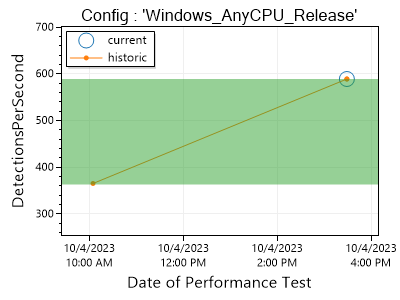 Config : 'Windows_AnyCPU_Release'
current
historic
DetectionsPerSecond
700
600
500
400
300
10/4/2023 10/4/2023 10/4/2023 10/4/2023
10:00 AM 12:00 PM 2:00 PM 4:00 PM
Date of Performance Test